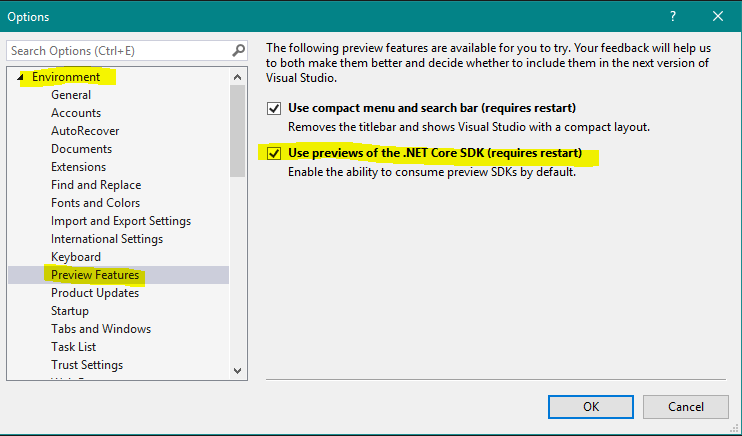 Options
?
Search Options (Ctrl+E)
Environment
General
Accounts
AutoRecover
Documents
Extensions
Find and Replace
Fonts and Colors
Import and Export Settings
International Settings
Keyboard
Preview Features
Product Updates
Startup
Tabs and Windows
Task List
Trust Settings
The following preview features are available for you to try. Your feedback will help us
to both make them better and decide whether to include them in the next version of
Visual Studio.
Use compact menu and search bar (requires restart)
Removes the titlebar and shows Visual Studio with a compact layout.
Use previews of the .NET Core SDK (requires restart)
Enable the ability to consume preview SDKs by default.
OK
Cancel